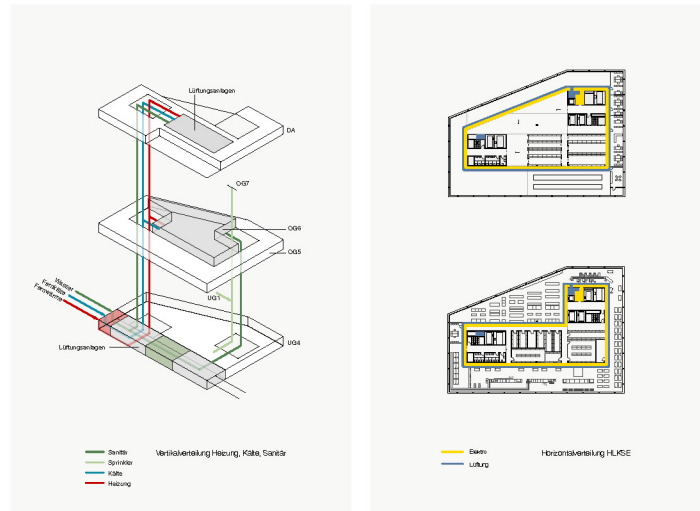 Lüftungsanlagen
DA
OG7
OG6
OG5
UG1
Wasser
Fernkälte
Fernwärme
Lüftungsanlagen
UG4
Sanitär
Sprinkler
Kälte
Heizung
Vertikalverteilung Heizung, Kälte, Sanitär
Elektro
Lüftung
Horizontalverteilung HLKSE